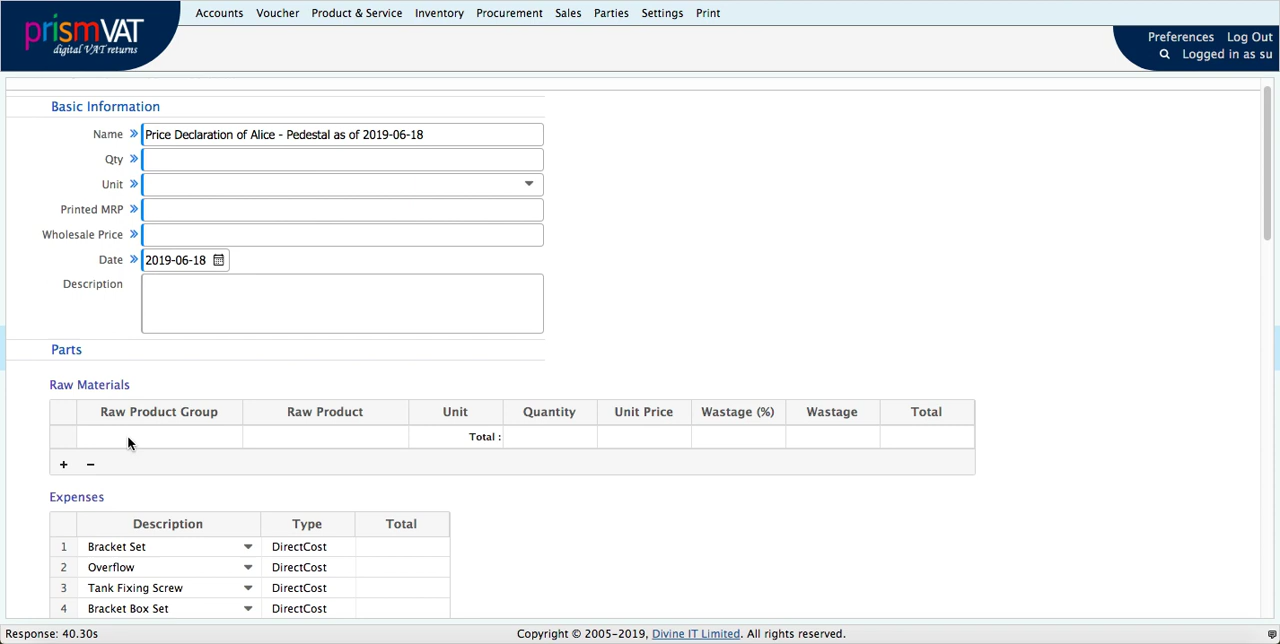 Accounts Voucher Product & Service Inventory Procurement Sales Parties Settings Print
prismVAT
digital VAT returns
Preferences Log Out
Logged in as su
Basic Information
Name » Price Declaration of Alice - Pedestal as of 2019-06-18
Qty »
Unit »
Printed MRP »
Wholesale Price »
Date » 2019-06-18
Description
Parts
Raw Materials
Raw Product Group Raw Product Unit Quantity Unit Price Wastage (%) Wastage Total
Total :
+ −
Expenses
Description Type Total
1 Bracket Set DirectCost
2 Overflow DirectCost
3 Tank Fixing Screw DirectCost
4 Bracket Box Set DirectCost
Response: 40.30s Copyright © 2005-2019, Divine IT Limited. All rights reserved.